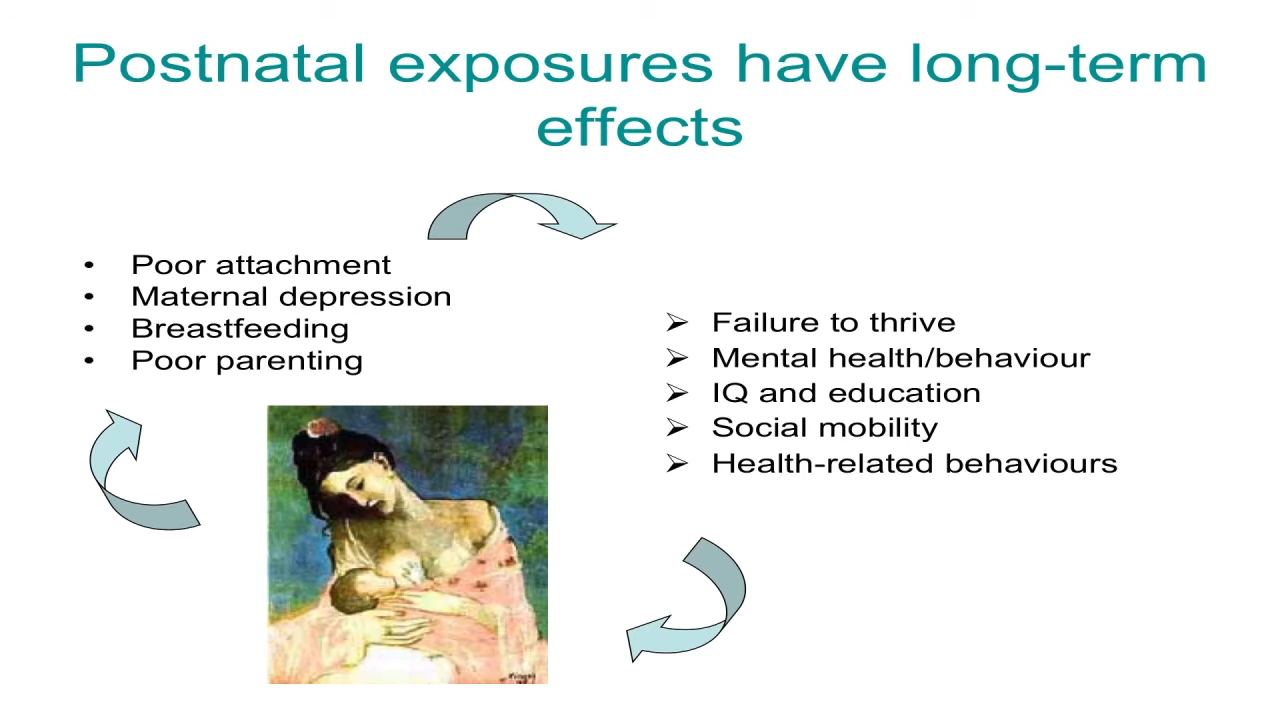 Postnatal exposures have long-term
effects
• Poor attachment
• Maternal depression
• Breastfeeding
• Poor parenting
➢ Failure to thrive
➢ Mental health/behaviour
➢ IQ and education
➢ Social mobility
➢ Health-related behaviours